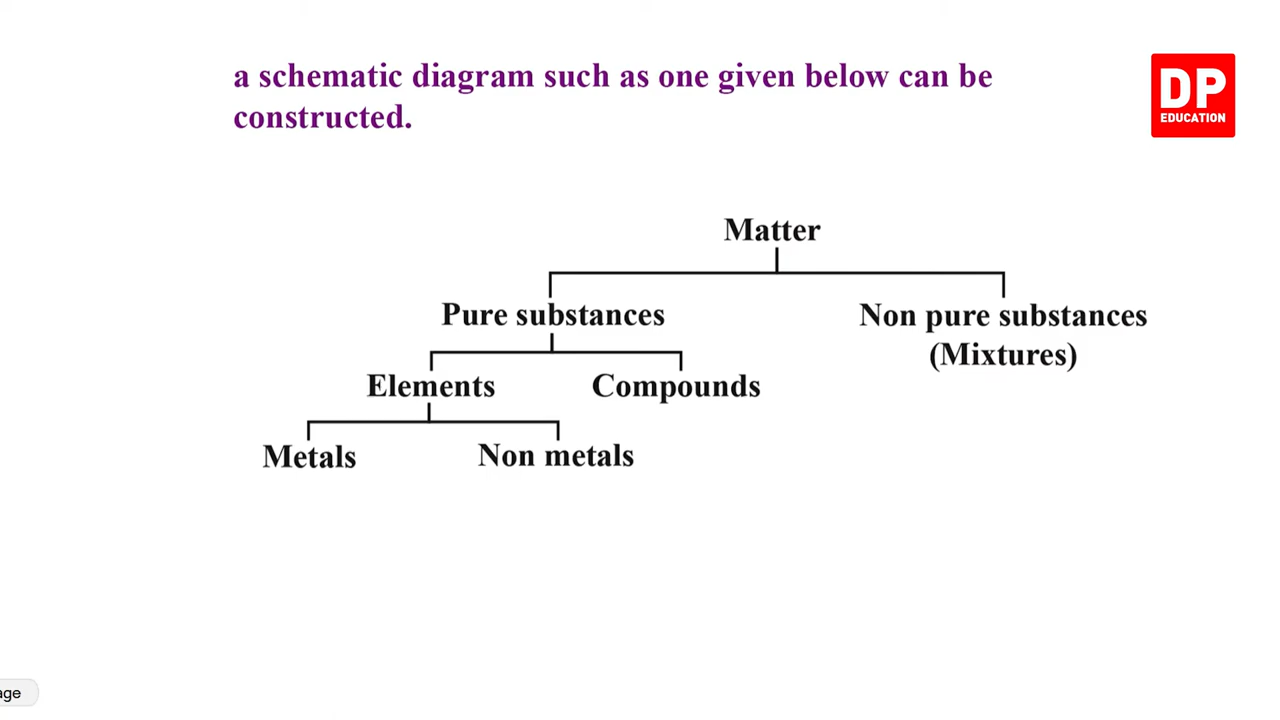 a schematic diagram such as one given below can be
constructed.
DP
EDUCATION
Matter
Pure substances
Non pure substances
(Mixtures)
Elements
Compounds
Metals
Non metals
age